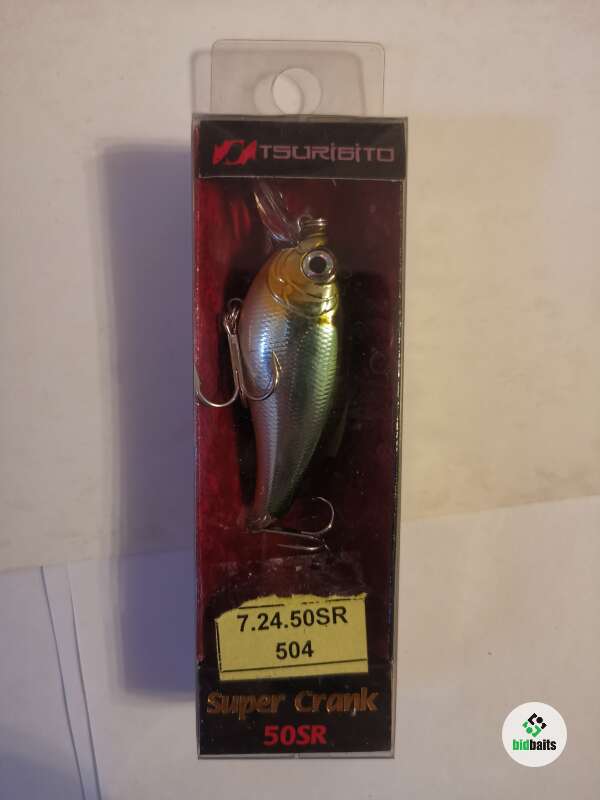 TSURIBITO
7.24.50SR
504
Super Crank
50SR
bidbaits